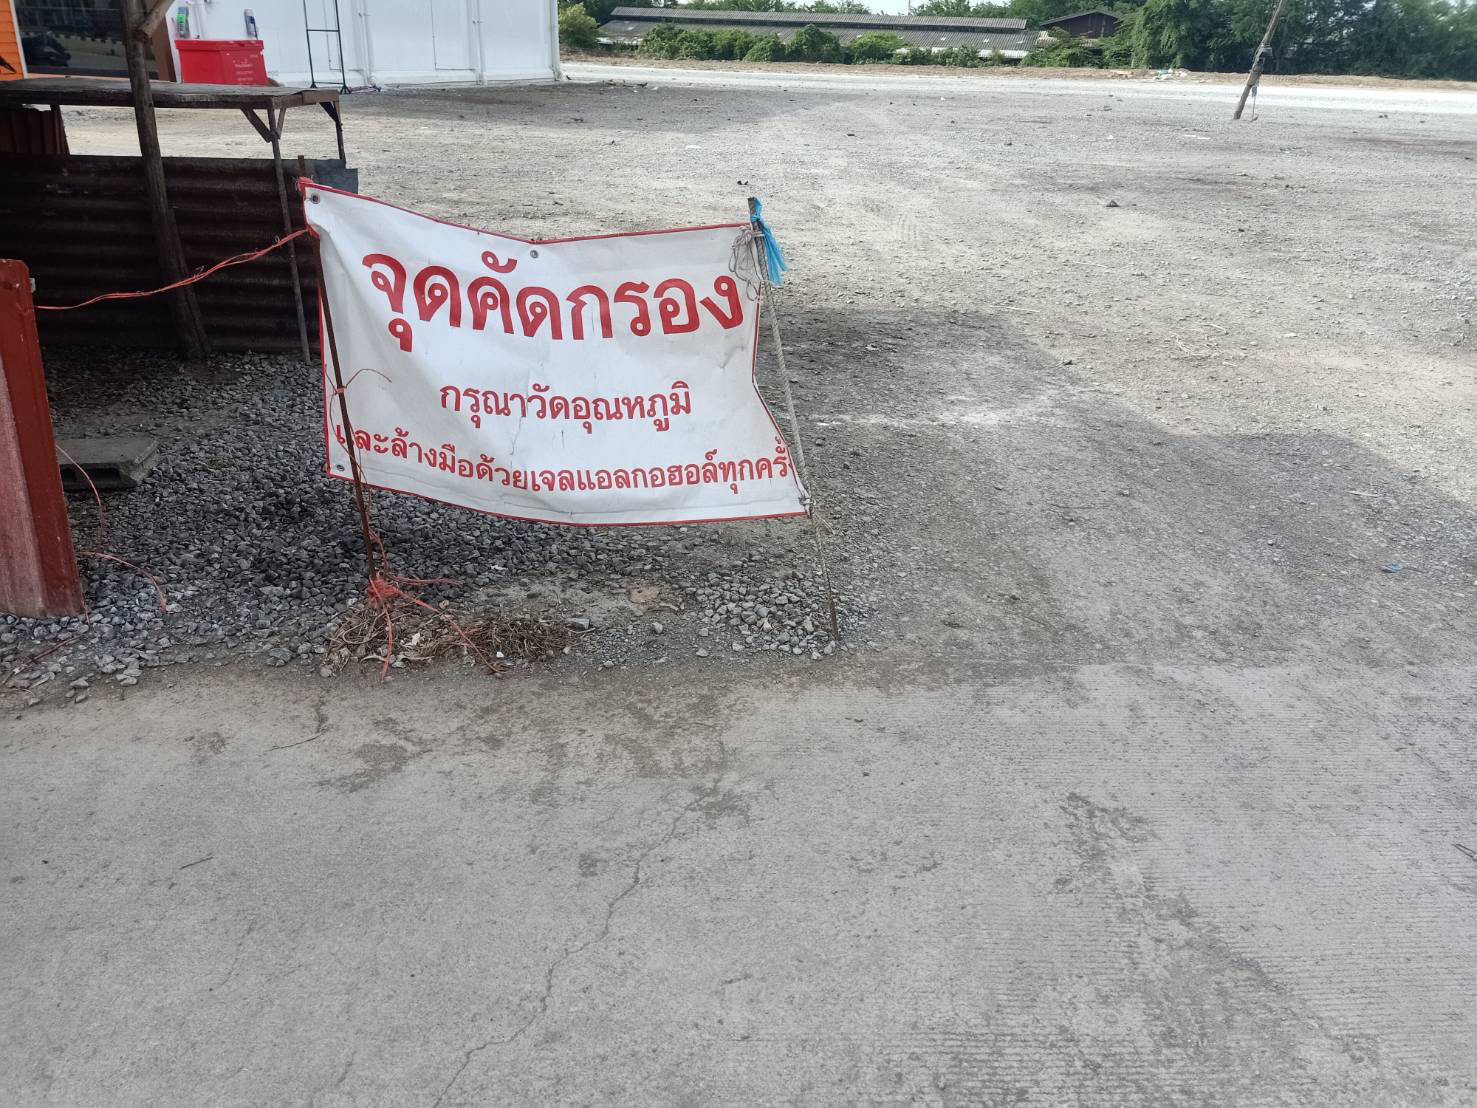 จุดคัดกรอง
กรุณาวัดอุณหภูมิ
และล้างมือด้วยเจลแอลกอฮอล์ทุกครั้ง